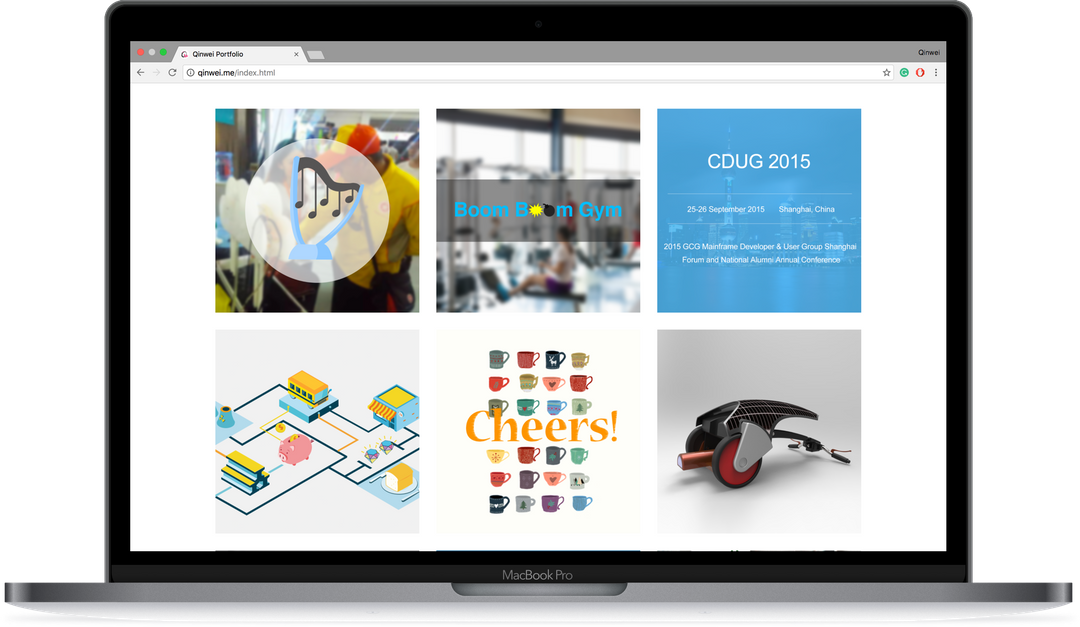 Qinwei Portfolio
Qinwei
qinwei.me/index.html
Boom B m Gym
CDUG 2015
25-26 September 2015 Shanghai, China
2015 GCG Mainframe Developer & User Group Shanghai
Forum and National Alumni Annual Conference
Cheers!
MacBook Pro